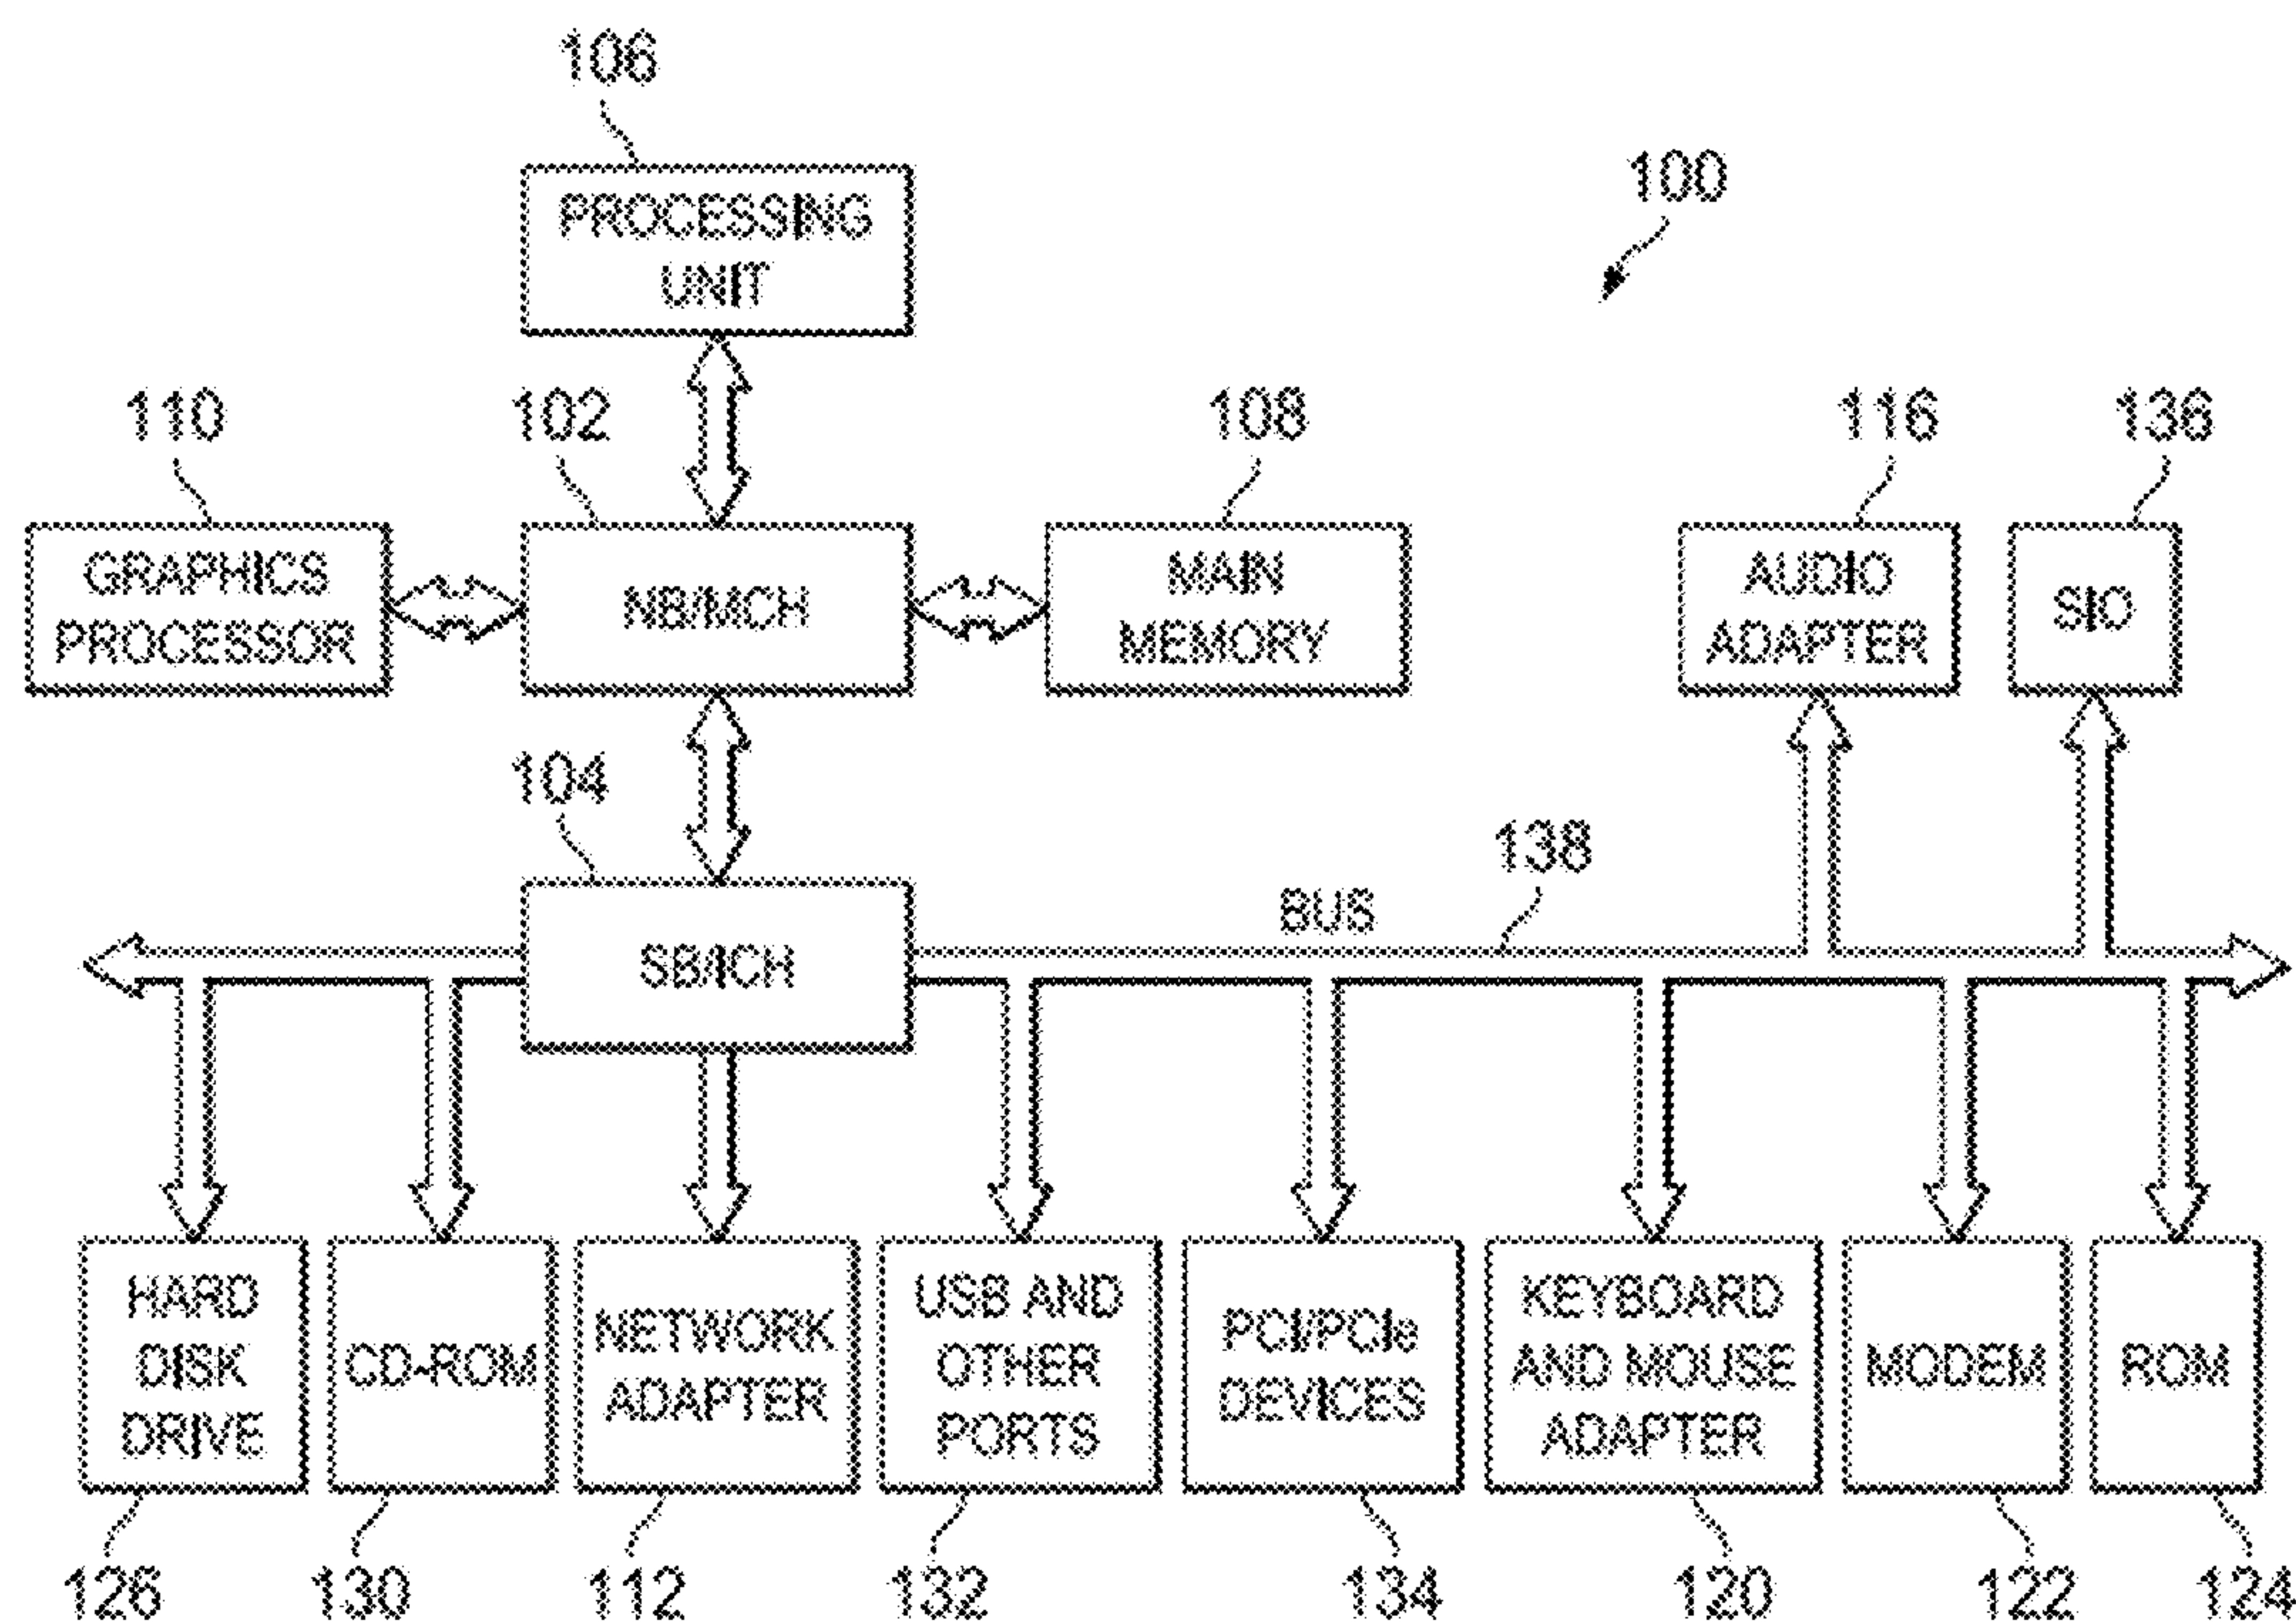 106
100
PROCESSING
UNIT
110
102
108
116
136
GRAPHICS
PROCESSOR
NB/MCH
MAIN
MEMORY
AUDIO
ADAPTER
SIO
104
138
BUS
SB/ICH
HARD
DISK
DRIVE
CD-ROM
NETWORK
ADAPTER
USB AND
OTHER
PORTS
PCI/PCIe
DEVICES
KEYBOARD
AND MOUSE
ADAPTER
MODEM
ROM
126
130
112
132
134
120
122
124